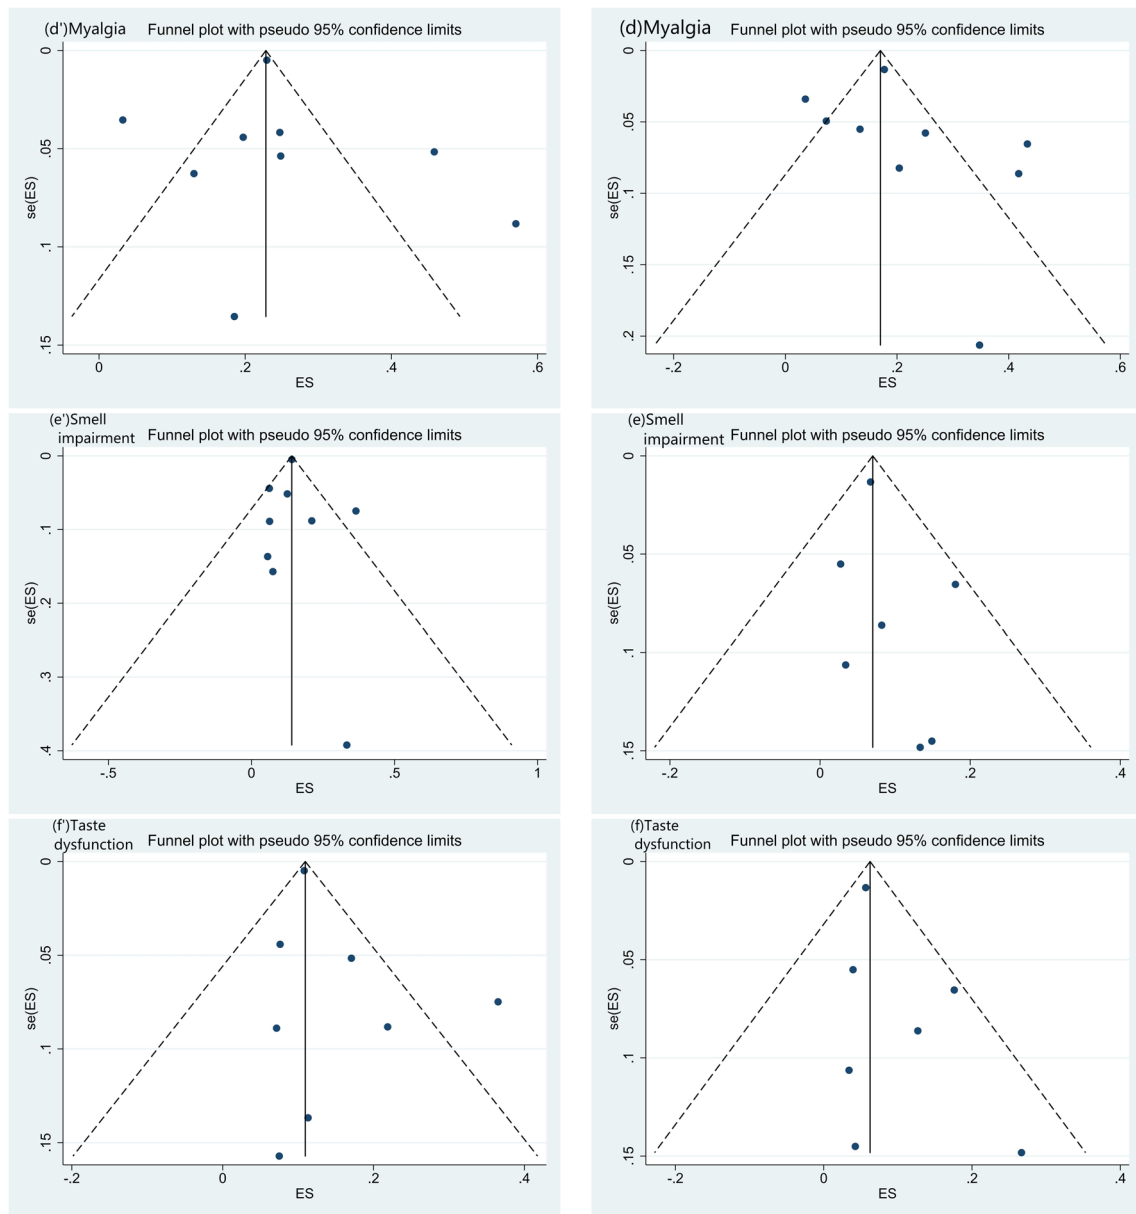 (d')Myalgia Funnel plot with pseudo 95% confidence limits
0
.05
.1
.15
se(ES)
0 .2 .4 .6
ES
(d)Myalgia Funnel plot with pseudo 95% confidence limits
0
.05
.1
.15
.2
se(ES)
-.2 0 .2 .4 .6
ES
(e')Smell
impairment Funnel plot with pseudo 95% confidence limits
0
.1
.2
.3
.4
se(ES)
-.5 0 .5 1
ES
(e)Smell
impairment Funnel plot with pseudo 95% confidence limits
0
.05
.1
.15
se(ES)
-.2 0 .2 .4
ES
(f')Taste
dysfunction Funnel plot with pseudo 95% confidence limits
0
.05
.1
.15
se(ES)
-.2 0 .2 .4
ES
(f)Taste
dysfunction Funnel plot with pseudo 95% confidence limits
0
.05
.1
.15
se(ES)
-.2 0 .2 .4
ES